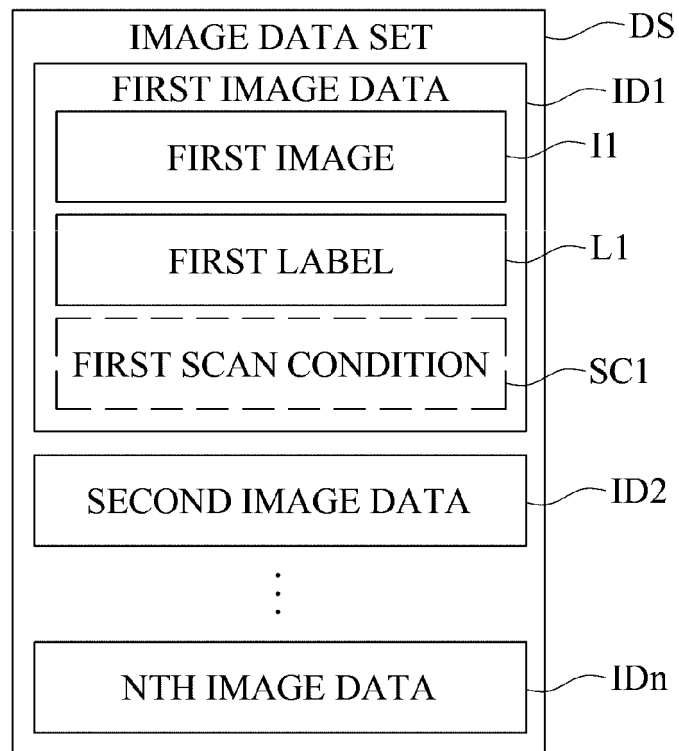 IMAGE DATA SET
DS
FIRST IMAGE DATA
ID1
FIRST IMAGE
I1
FIRST LABEL
L1
FIRST SCAN CONDITION
SC1
SECOND IMAGE DATA
ID2
NTH IMAGE DATA
IDn